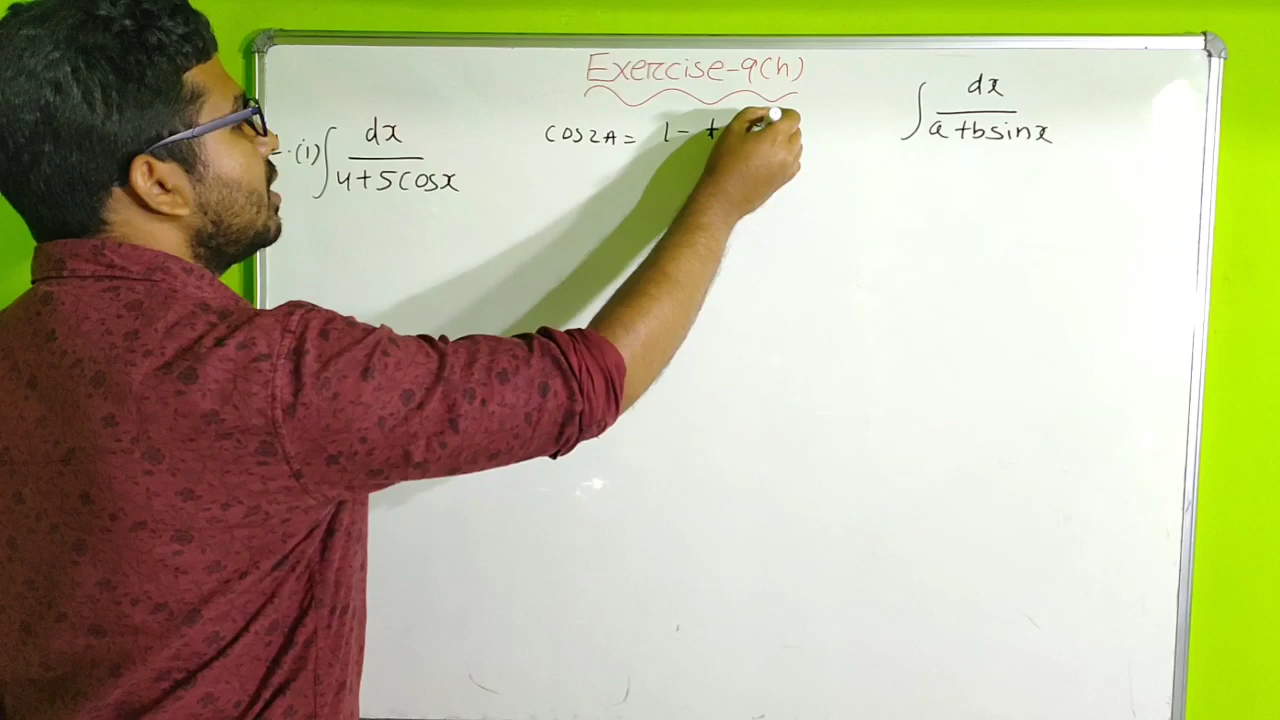 Exercise-9(h)
(i) ∫ dx / 4+5cosx
cos2A = 1- t
∫ dx / a+bsinx